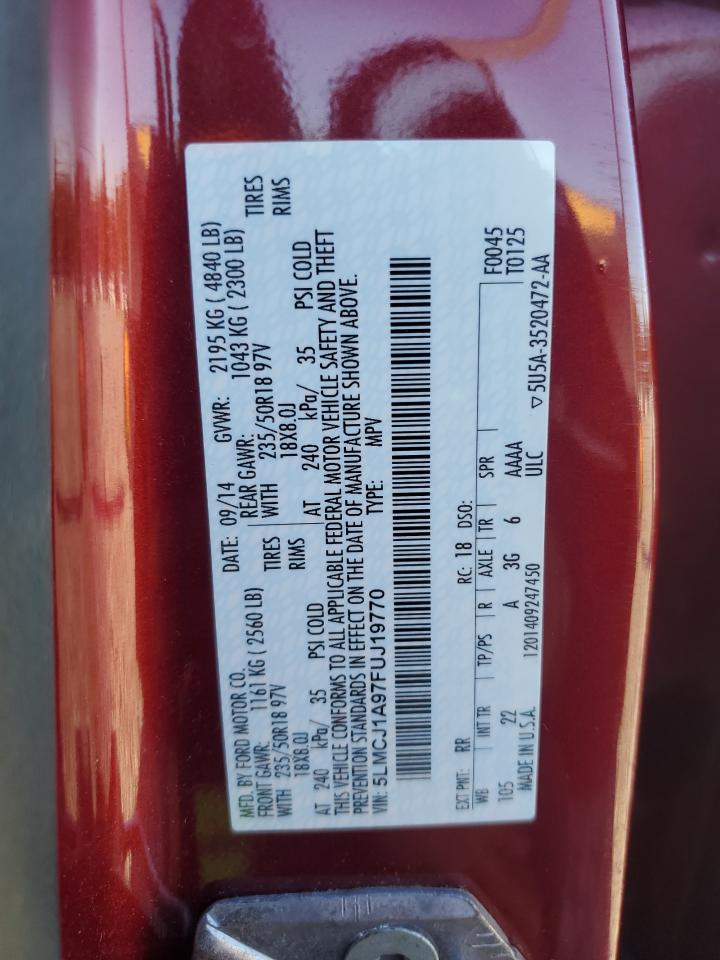 MFD. BY FORD MOTOR CO.
DATE: 09/14 GVWR: 2195 KG ( 4840 LB)
FRONT GAWR: 1161 KG ( 2560 LB) REAR GAWR: 1043 KG ( 2300 LB)
WITH 235/50R18 97V TIRES WITH 235/50R18 97V TIRES
18X8.0J RIMS 18X8.0J RIMS
AT 240 kPa/ 35 PSI COLD AT 240 kPa/ 35 PSI COLD
THIS VEHICLE CONFORMS TO ALL APPLICABLE FEDERAL MOTOR VEHICLE SAFETY AND THEFT
PREVENTION STANDARDS IN EFFECT ON THE DATE OF MANUFACTURE SHOWN ABOVE.
VIN: 5LMCJ1A97FUJ19770 TYPE: MPV
EXT PNT: RR RC: 18 DSO: F0045
WB INT TR TP/PS R AXLE TR SPR T0125
105 22 A 3G 6 AAAA
MADE IN U.S.A. 1201409247450 ULC ▽5U5A-3520472-AA